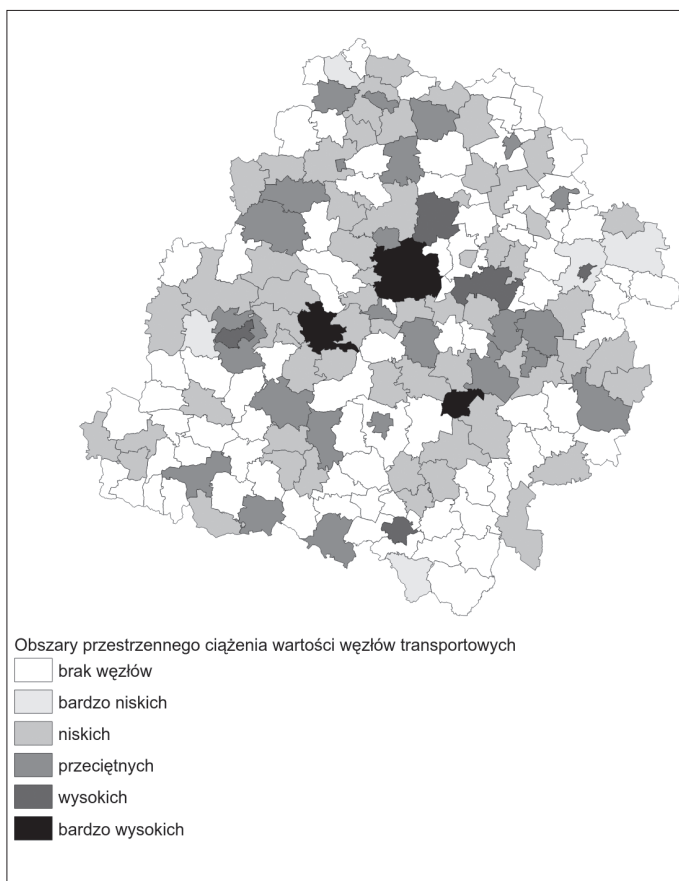 Obszary przestrzennego ciążenia wartości węzłów transportowych
brak węzłów
bardzo niskich
niskich
przeciętnych
wysokich
bardzo wysokich